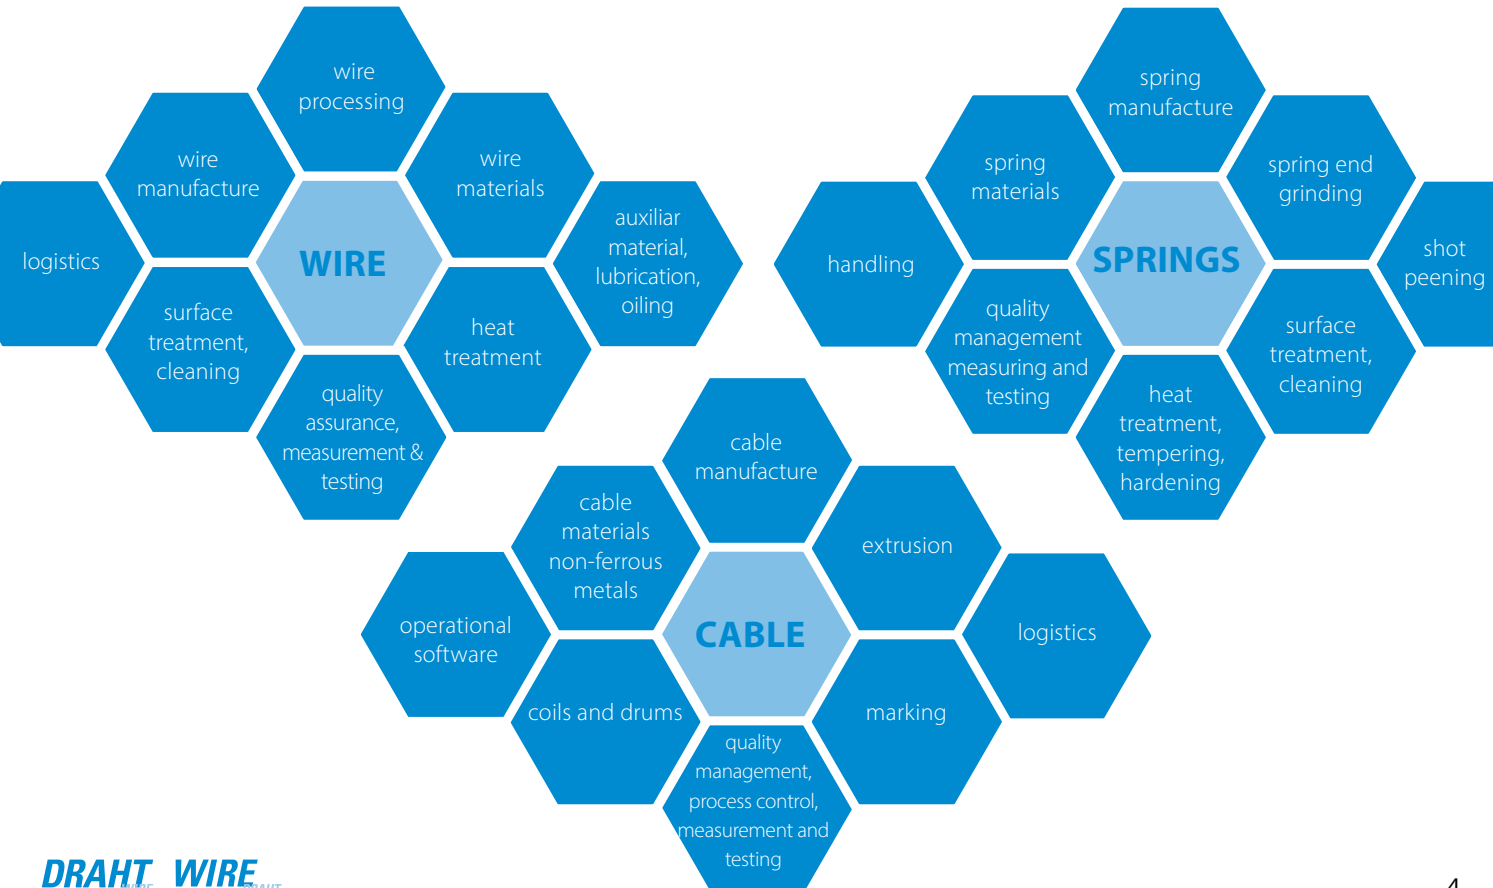 wire
processing
wire
manufacture
wire
materials
logistics
WIRE
auxiliar
material,
lubrication,
oiling
surface
treatment,
cleaning
heat
treatment
quality
assurance,
measurement &
testing
spring
manufacture
spring
materials
spring end
grinding
handling
SPRINGS
shot
peening
quality
management
measuring and
testing
surface
treatment,
cleaning
heat
treatment,
tempering,
hardening
cable
manufacture
cable
materials
non-ferrous
metals
extrusion
operational
software
CABLE
logistics
coils and drums
marking
quality
management,
process control,
measurement and
testing
DRAHT WIRE
WIRE DRAHT
4